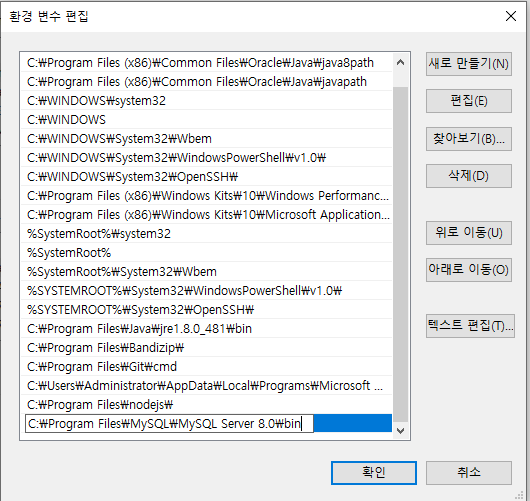 환경 변수 편집
C:₩Program Files (x86)₩Common Files₩Oracle₩Java₩java8path
C:₩Program Files (x86)₩Common Files₩Oracle₩Java₩javapath
C:₩WINDOWS₩system32
C:₩WINDOWS
C:₩WINDOWS₩System32₩Wbem
C:₩WINDOWS₩System32₩WindowsPowerShell₩v1.0₩
C:₩WINDOWS₩System32₩OpenSSH₩
C:₩Program Files (x86)₩Windows Kits₩10₩Windows Performanc...
C:₩Program Files (x86)₩Windows Kits₩10₩Microsoft Application...
%SystemRoot%₩system32
%SystemRoot%
%SystemRoot%₩System32₩Wbem
%SYSTEMROOT%₩System32₩WindowsPowerShell₩v1.0₩
%SYSTEMROOT%₩System32₩OpenSSH₩
C:₩Program Files₩Java₩jre1.8.0_481₩bin
C:₩Program Files₩Bandizip₩
C:₩Program Files₩Git₩cmd
C:₩Users₩Administrator₩AppData₩Local₩Programs₩Microsoft ...
C:₩Program Files₩nodejs₩
C:₩Program Files₩MySQL₩MySQL Server 8.0₩bin
새로 만들기(N)
편집(E)
찾아보기(B)...
삭제(D)
위로 이동(U)
아래로 이동(O)
텍스트 편집(T)...
확인
취소